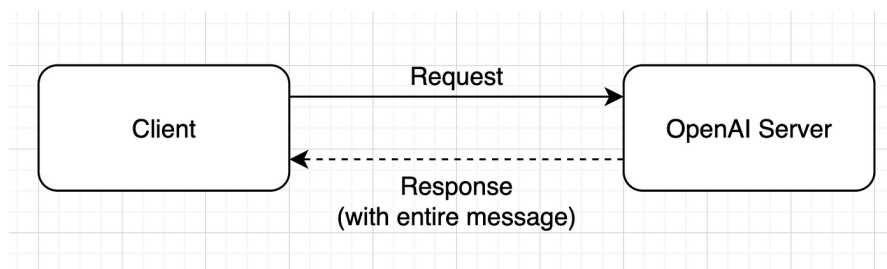 Request
Client
OpenAI Server
Response
(with entire message)